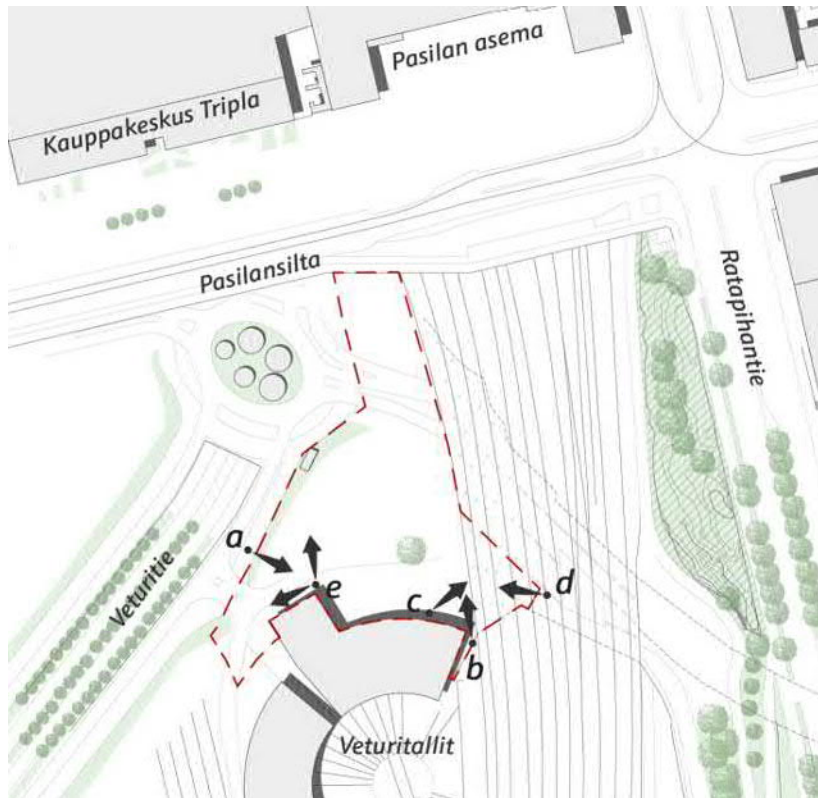 Pasilan asema
Kauppakeskus Tripla
Pasilansilta
Ratapihantie
a
Veturitie
e
c
d
b
Veturitallit